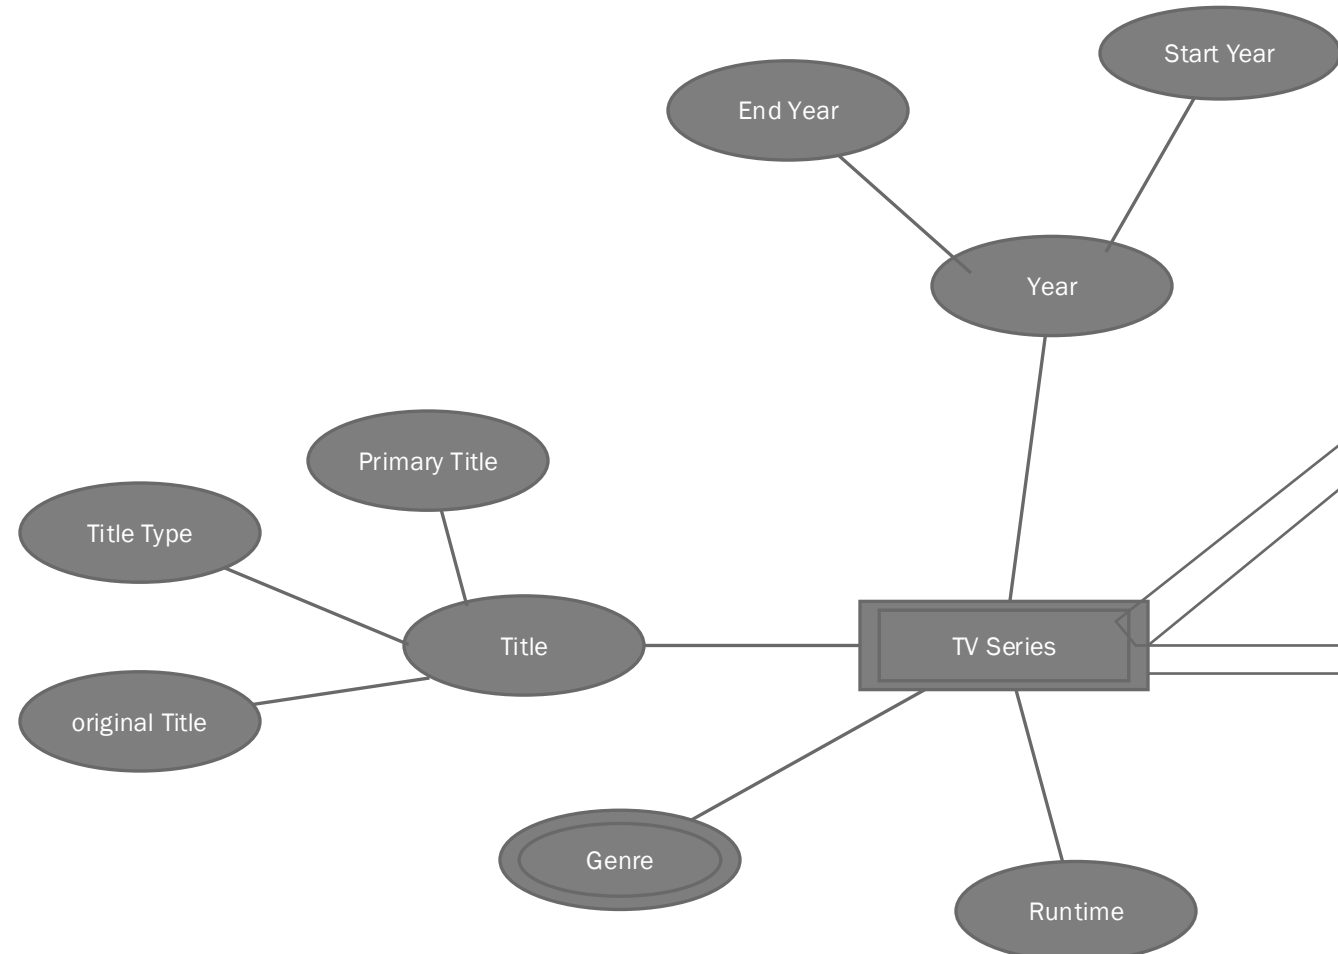 Start Year
End Year
Year
Primary Title
Title Type
Title
TV Series
original Title
Genre
Runtime